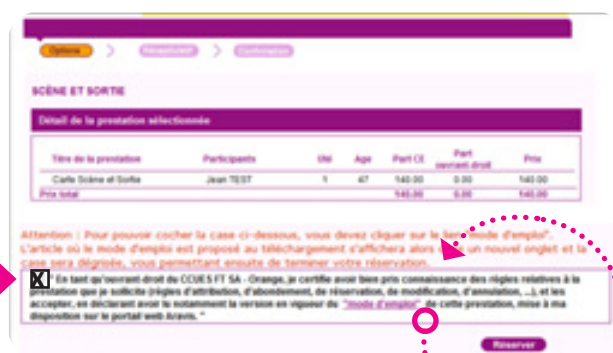 Options > Récapitulatif > Confirmation
SCÈNE ET SORTIE
Détail de la prestation sélectionnée
Titre de la prestation Participants Uté Age Part CE Part ouvrant-droit Prix
Carte Scène et Sortie Jean TEST 1 47 140.00 0.00 140.00
Prix total 140.00 0.00 140.00
Attention : Pour pouvoir cocher la case ci-dessous, vous devez cliquer sur le lien "mode d'emploi".
L'article où le mode d'emploi est proposé au téléchargement s'affichera alors un nouvel onglet et la
case sera dégrisée, vous permettant ensuite de terminer votre réservation.
X " En tant qu'ouvrant droit du CCUES FT SA - Orange, je certifie avoir bien pris connaissance des règles relatives à la
prestation que je sollicite (règles d'attribution, d'abondement, de réservation, de modification, d'annulation, ...), et les
accepter, en déclarant avoir lu notamment la version en vigueur du "mode d'emploi" de cette prestation, mise à ma
disposition sur le portail web Aravis. "
Réserver